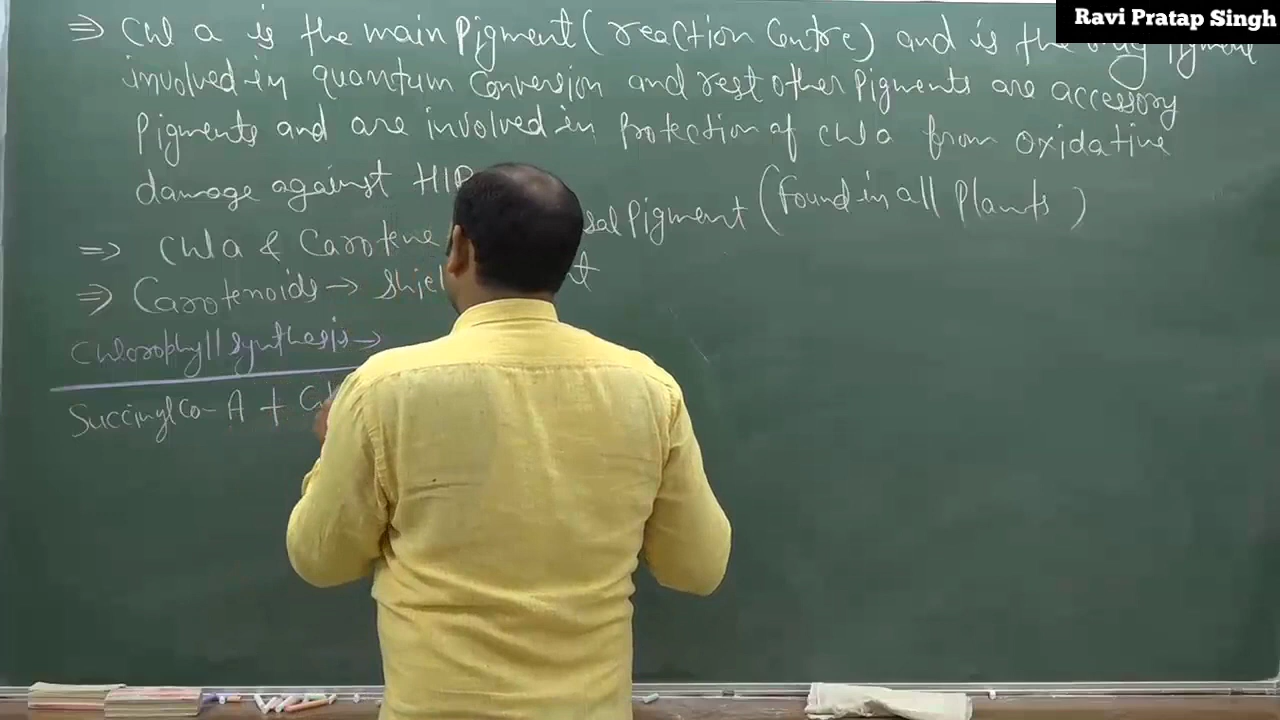 Ravi Pratap Singh
⇒ Chl a is the main Pigment (reaction Centre) and is the only Pigment
involved in quantum Conversion and rest other Pigments are accessory
Pigments and are involved in Protection of Chl a from oxidative
damage against
⇒ Chl a & Carotene Pigment (Found in all Plants)
⇒ Carotenoids →
Chlorophyll synthesis →
Succinyl Co-A +